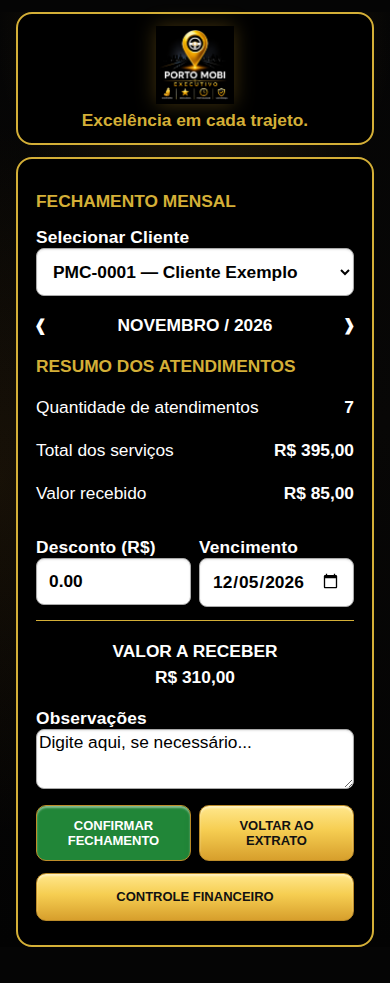 PORTO MOBI
EXECUTIVO
Excelência em cada trajeto.
FECHAMENTO MENSAL
Selecionar Cliente
PMC-0001 — Cliente Exemplo
❰ NOVEMBRO / 2026 ❱
RESUMO DOS ATENDIMENTOS
Quantidade de atendimentos 7
Total dos serviços R$ 395,00
Valor recebido R$ 85,00
Desconto (R$) Vencimento
0.00 12/05/2026
VALOR A RECEBER
R$ 310,00
Observações
Digite aqui, se necessário...
CONFIRMAR FECHAMENTO
VOLTAR AO EXTRATO
CONTROLE FINANCEIRO